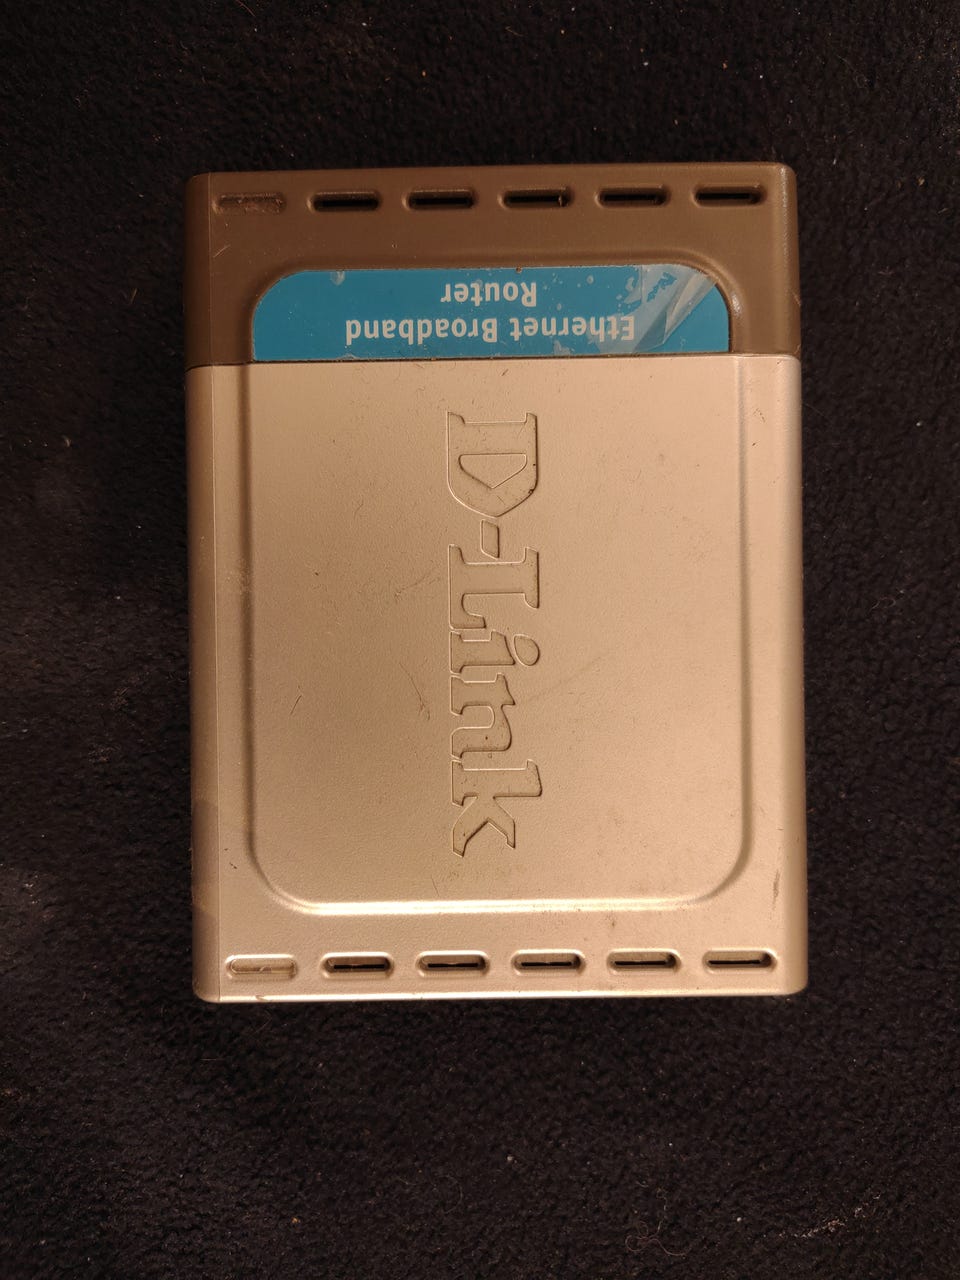 Ethernet Broadband
Router
D-Link